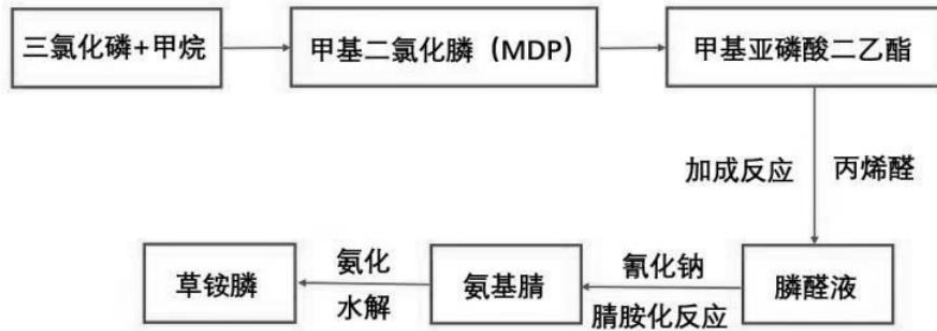 三氯化磷+甲烷
甲基二氯化膦（MDP）
甲基亚磷酸二乙酯
加成反应
丙烯醛
膦醛液
氰化钠
腈胺化反应
氨基腈
氨化
水解
草铵膦